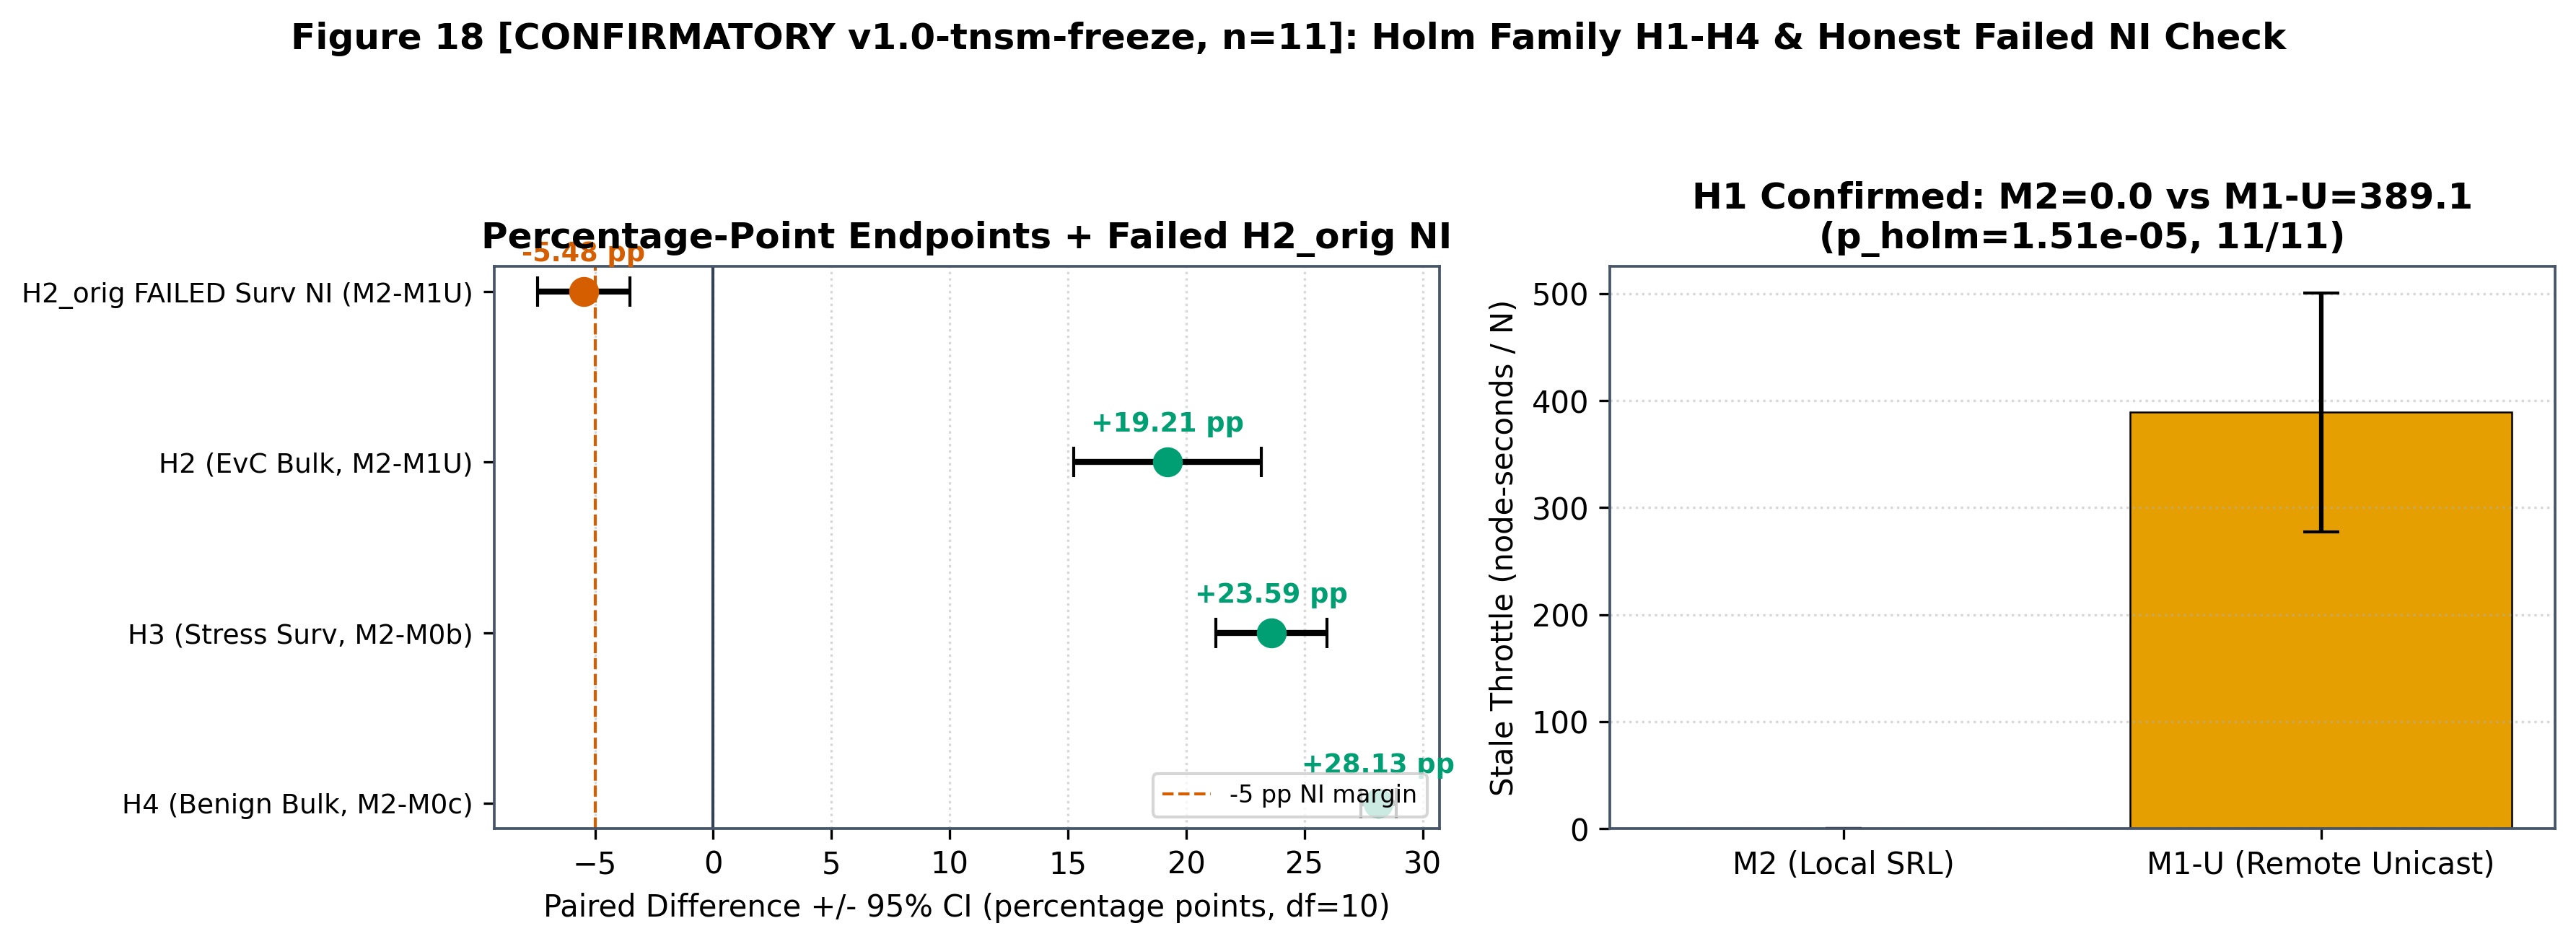 Figure 18 [CONFIRMATORY v1.0-tnsm-freeze, n=11]: Holm Family H1-H4 & Honest Failed NI Check
Percentage-Point Endpoints + Failed H2_orig NI
-5.48 pp
H2_orig FAILED Surv NI (M2-M1U)
+19.21 pp
H2 (EvC Bulk, M2-M1U)
+23.59 pp
H3 (Stress Surv, M2-M0b)
+28.13 pp
H4 (Benign Bulk, M2-M0c)
-5 pp NI margin
−5 0 5 10 15 20 25 30
Paired Difference +/- 95% CI (percentage points, df=10)
H1 Confirmed: M2=0.0 vs M1-U=389.1
(p_holm=1.51e-05, 11/11)
Stale Throttle (node-seconds / N)
500
400
300
200
100
0
M2 (Local SRL) M1-U (Remote Unicast)